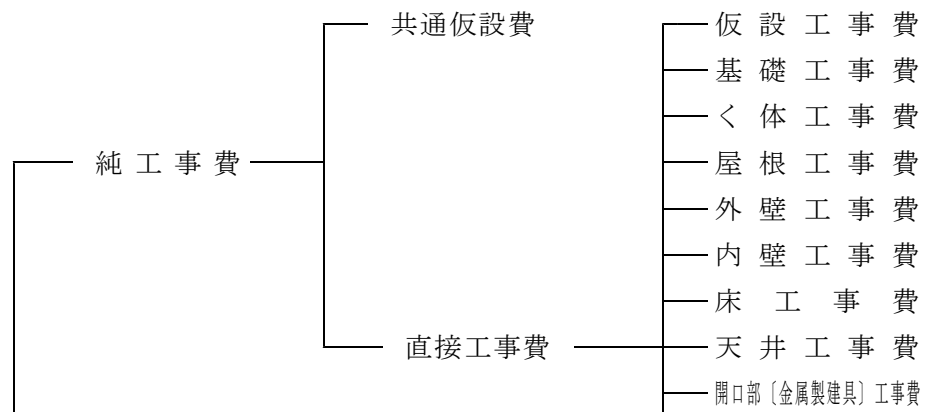 共通仮設費 仮設工事費
基礎工事費
く体工事費
純工事費 屋根工事費
外壁工事費
内壁工事費
床工事費
直接工事費 天井工事費
開口部〔金属製建具〕工事費